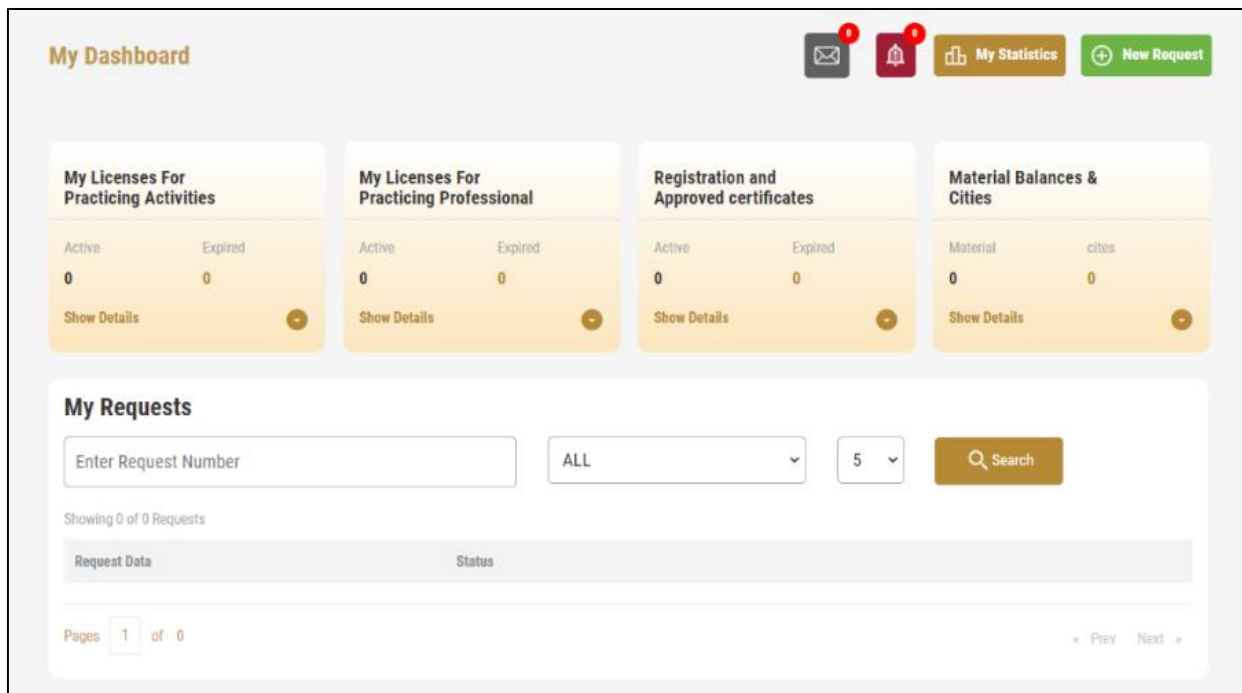 My Dashboard
0
0
My Statistics
New Request
My Licenses For
Practicing Activities
Active Expired
0 0
Show Details
My Licenses For
Practicing Professional
Active Expired
0 0
Show Details
Registration and
Approved certificates
Active Expired
0 0
Show Details
Material Balances &
Cities
Material cites
0 0
Show Details
My Requests
Enter Request Number
ALL
5
Search
Showing 0 of 0 Requests
Request Data Status
Pages 1 of 0
« Prev Next »